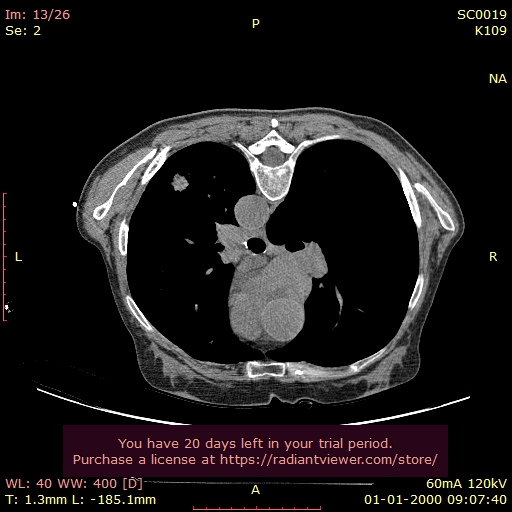 Im: 13/26
Se: 2
P
SC0019
K109
NA
L
R
You have 20 days left in your trial period.
Purchase a license at https://radiantviewer.com/store/
WL: 40 WW: 400 [D]
T: 1.3mm L: -185.1mm
A
60mA 120kV
01-01-2000 09:07:40